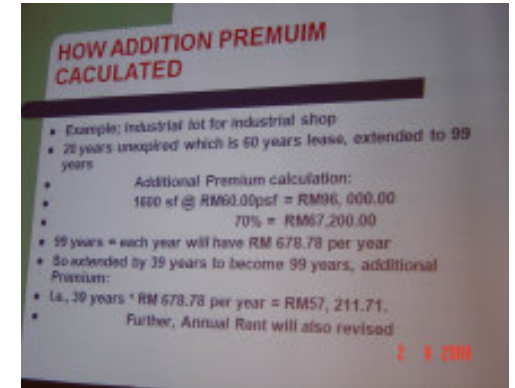 HOW ADDITION PREMUIM
CACULATED
• Example; industrial lot for industrial shop
• 20 years unexpired which is 60 years lease, extended to 99
years
• Additional Premium calculation:
• 1600 sf @ RM60.00psf = RM96, 000.00
• 70% = RM67,200.00
• 99 years = each year will have RM 678.78 per year
• So extended by 39 years to become 99 years, additional
Premium:
• i.e., 39 years * RM 678.78 per year = RM57, 211.71.
• Further, Annual Rent will also revised